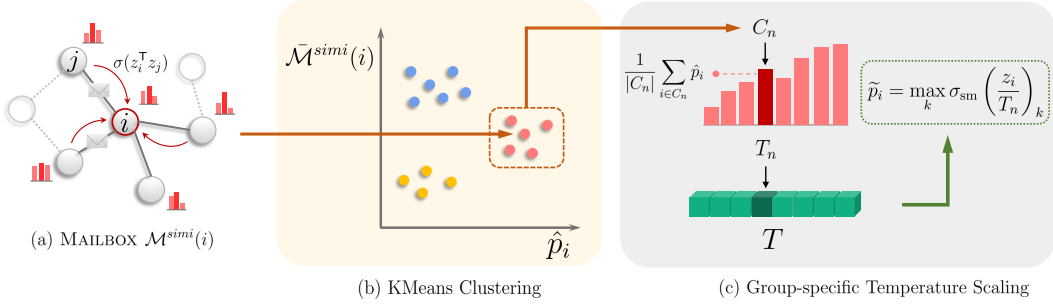 j
σ(z_i^⊤ z_j)
i
(a) MAILBOX 𝓜^{simi}(i)
𝓜̄^{simi}(i)
p̂_i
(b) KMeans Clustering
C_n
1/|C_n| ∑_{i∈C_n} p̂_i
T_n
T
p̃_i = max_k σ_sm (z_i/T_n)_k
(c) Group-specific Temperature Scaling